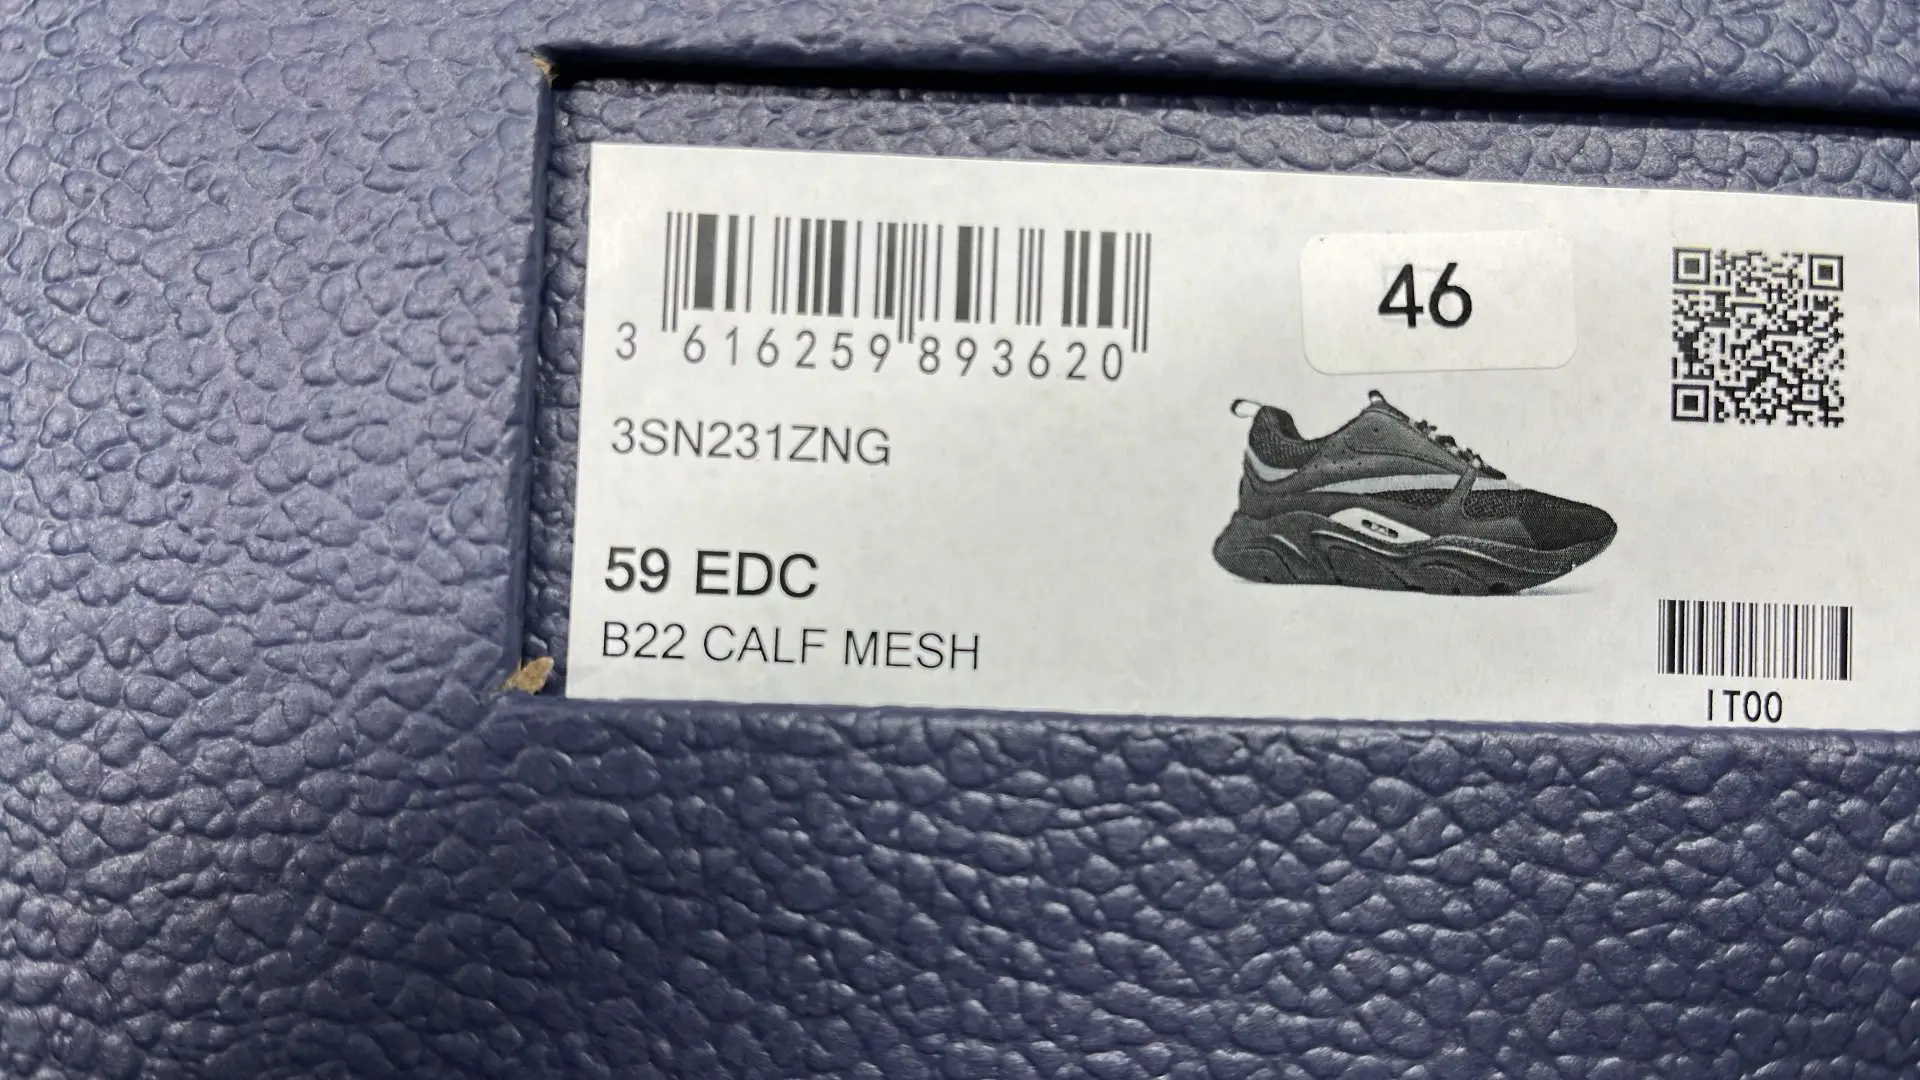 3 616259 893620
46
3SN231ZNG
59 EDC
B22 CALF MESH
IT00